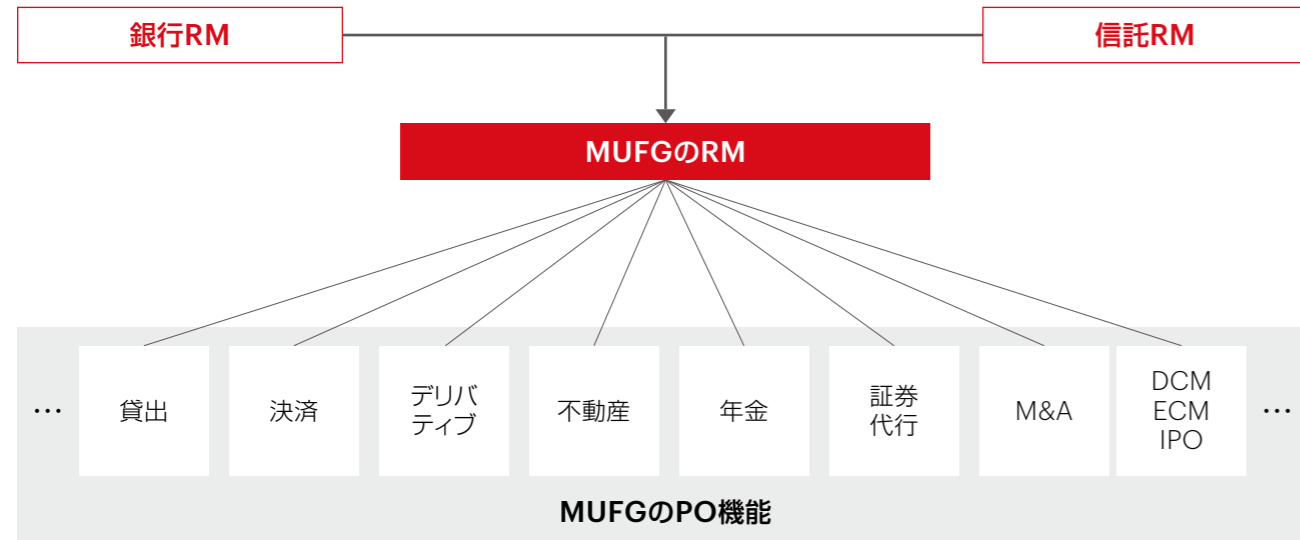 銀行RM
信託RM
MUFGのRM
…
貸出
決済
デリバ
ティブ
不動産
年金
証券
代行
M&A
DCM
ECM
IPO
…
MUFGのPO機能